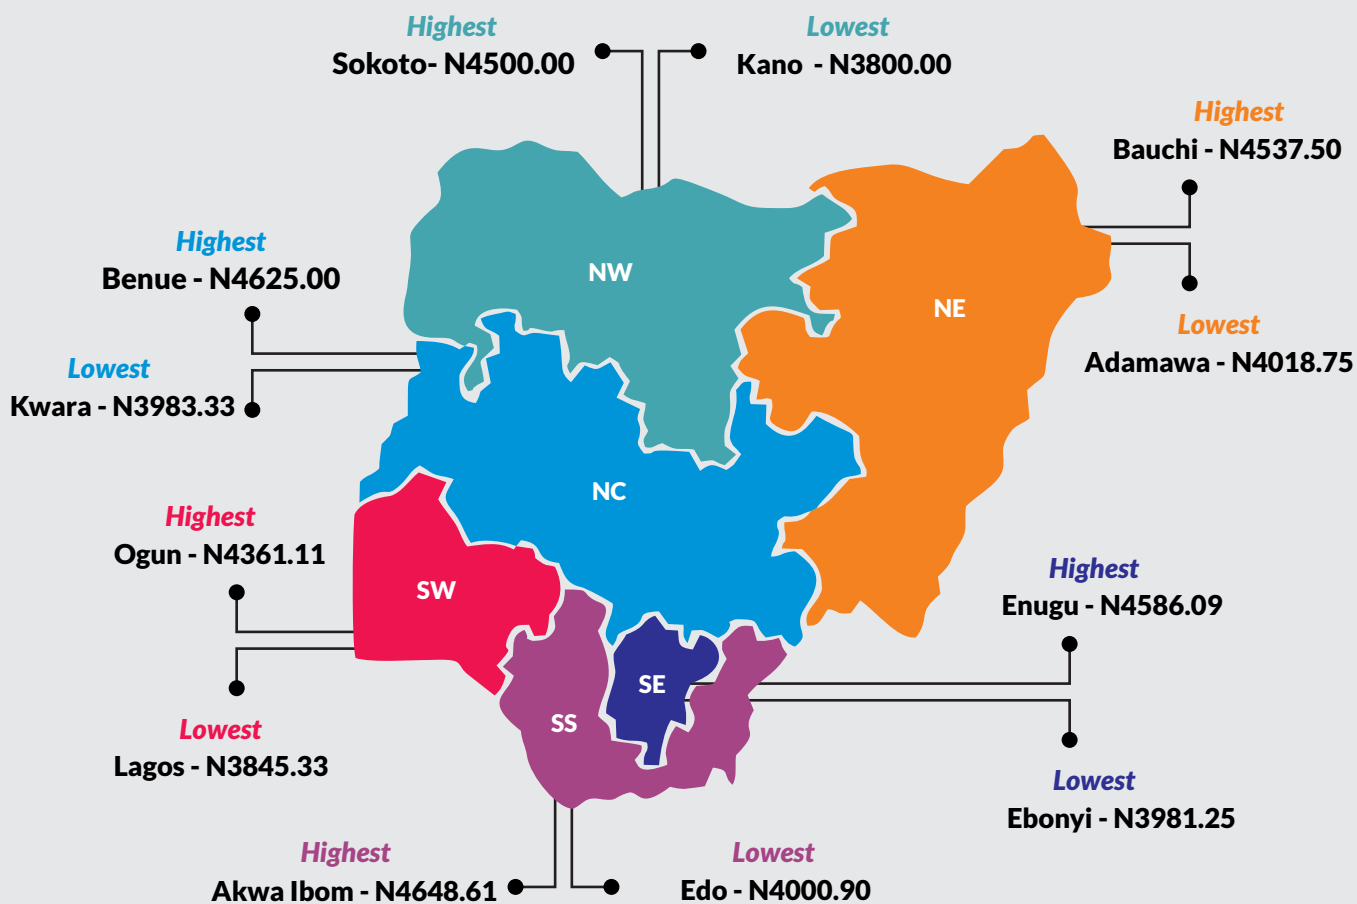 Highest
Sokoto- N4500.00
Lowest
Kano - N3800.00
Highest
Bauchi - N4537.50
Lowest
Adamawa - N4018.75
Highest
Benue - N4625.00
Lowest
Kwara - N3983.33
NW
NE
NC
SW
SS
SE
Highest
Ogun - N4361.11
Lowest
Lagos - N3845.33
Highest
Enugu - N4586.09
Lowest
Ebonyi - N3981.25
Highest
Akwa Ibom - N4648.61
Lowest
Edo - N4000.90